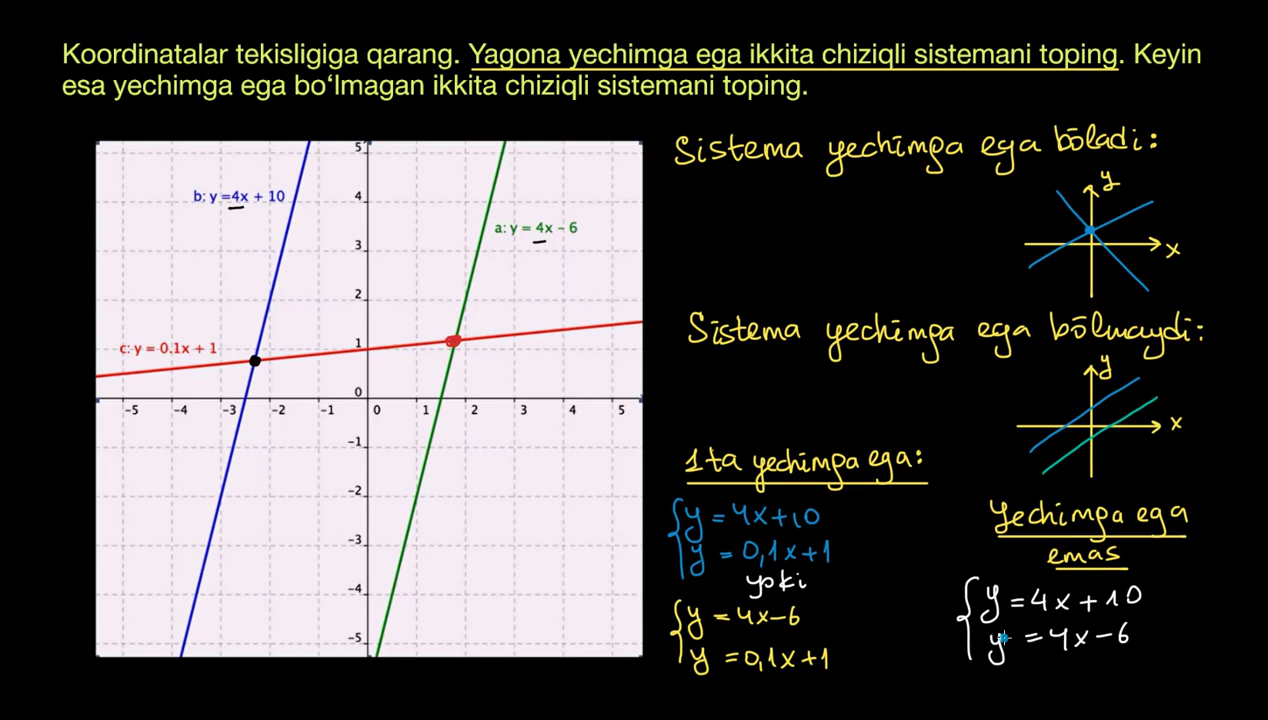 Koordinatalar tekisligiga qarang. Yagona yechimga ega ikkita chiziqli sistemani toping. Keyin
esa yechimga ega bo‘lmagan ikkita chiziqli sistemani toping.
Sistema yechimga ega bōladi:
y
x
b: y =4x + 10
a: y = 4x – 6
c: y = 0.1x + 1
5
4
3
2
1
0
–1
–2
–3
–4
–5
–5 –4 –3 –2 –1 0 1 2 3 4 5
Sistema yechimga ega bōlmaydi:
y
x
1ta yechimga ega:
y = 4x+10
y = 0,1x+1
yoki
y = 4x–6
y = 0,1x+1
Yechimga ega
emas
y = 4x + 10
y = 4x – 6